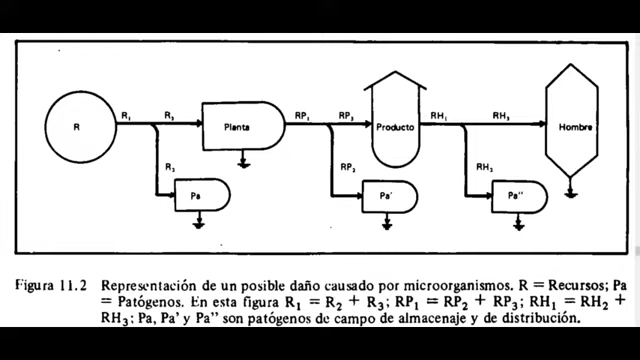 R
R₁
R₃
Planta
RP₁
RP₃
Producto
RH₁
RH₃
Hombre
R₂
RP₂
RH₂
Pa
Pa'
Pa''
Figura 11.2 Representación de un posible daño causado por microorganismos. R = Recursos; Pa
= Patógenos. En esta figura R₁ = R₂ + R₃; RP₁ = RP₂ + RP₃; RH₁ = RH₂ +
RH₃; Pa, Pa' y Pa'' son patógenos de campo de almacenaje y de distribución.